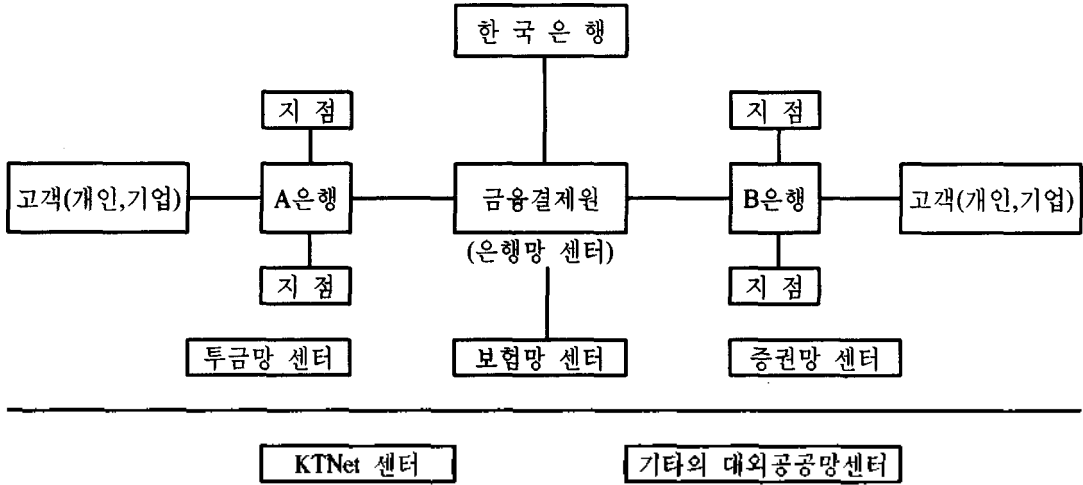 한 국 은 행
지 점
지 점
고객(개인,기업)
A은행
금융결제원
B은행
고객(개인,기업)
(은행망 센터)
지 점
지 점
투금망 센터
보험망 센터
증권망 센터
KTNet 센터
기타의 대외공공망센터